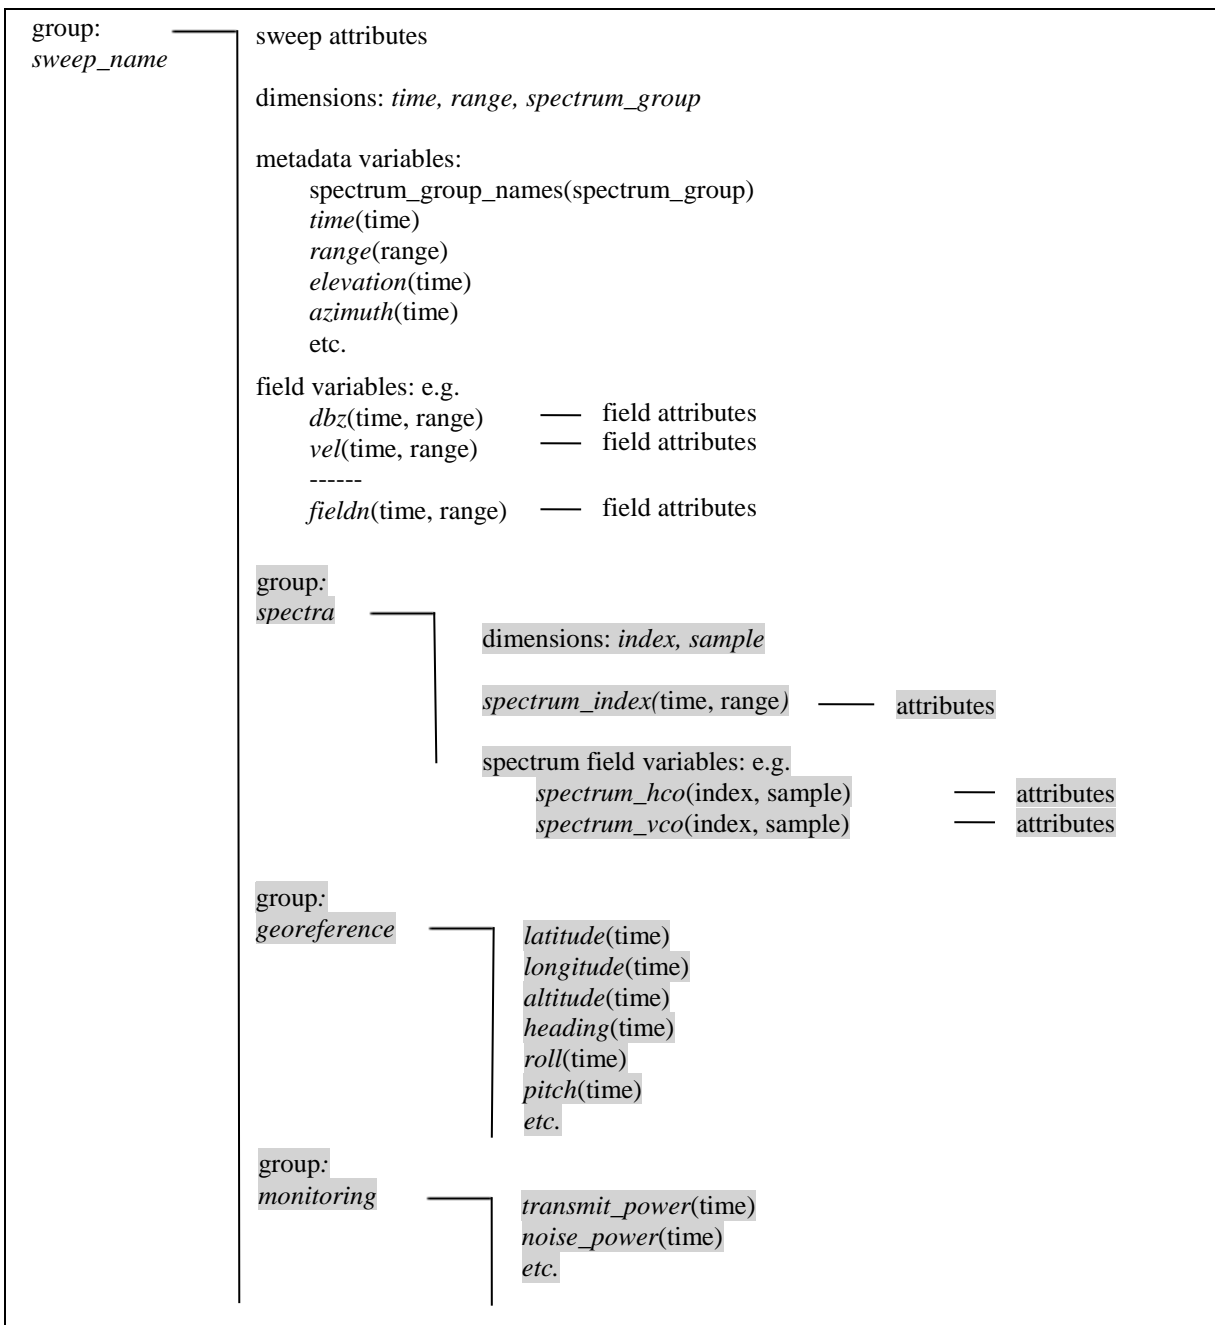 group:
sweep_name
sweep attributes
dimensions: time, range, spectrum_group
metadata variables:
spectrum_group_names(spectrum_group)
time(time)
range(range)
elevation(time)
azimuth(time)
etc.
field variables: e.g.
dbz(time, range) field attributes
vel(time, range) field attributes
------
fieldn(time, range) field attributes
group:
spectra
dimensions: index, sample
spectrum_index(time, range) attributes
spectrum field variables: e.g.
spectrum_hco(index, sample) attributes
spectrum_vco(index, sample) attributes
group:
georeference
latitude(time)
longitude(time)
altitude(time)
heading(time)
roll(time)
pitch(time)
etc.
group:
monitoring
transmit_power(time)
noise_power(time)
etc.